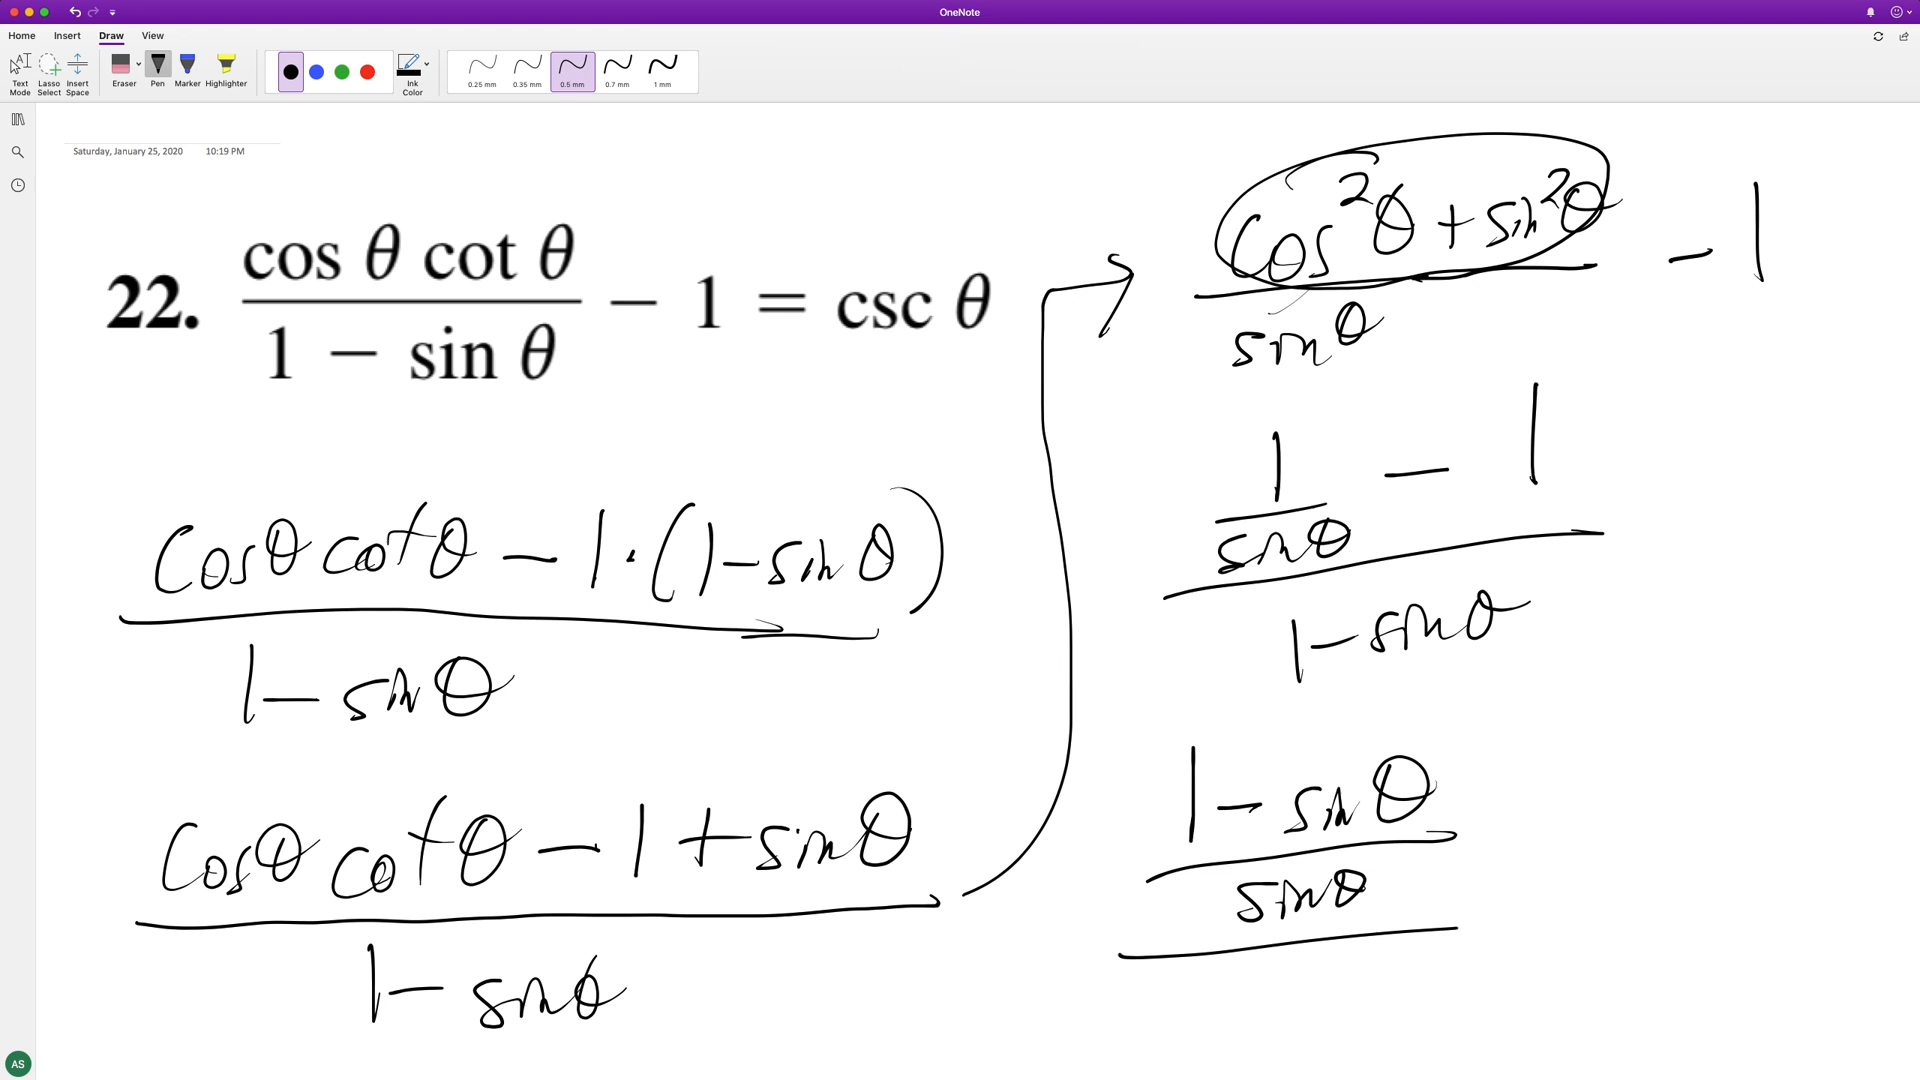 OneNote
Home Insert Draw View
Text Mode
Lasso Select
Insert Space
Eraser
Pen
Marker
Highlighter
Ink Color
0.25 mm
0.35 mm
0.5 mm
0.7 mm
1 mm
Saturday, January 25, 2020 10:19 PM
22. cos θ cot θ / 1 − sin θ − 1 = csc θ
cosθ cotθ − 1·(1−sinθ)
1− sinθ
cosθ cotθ − 1 + sinθ
1− sinθ
cos²θ + sin²θ − 1
sinθ
1 − 1
sinθ
1−sinθ
1− sinθ
sinθ
AS